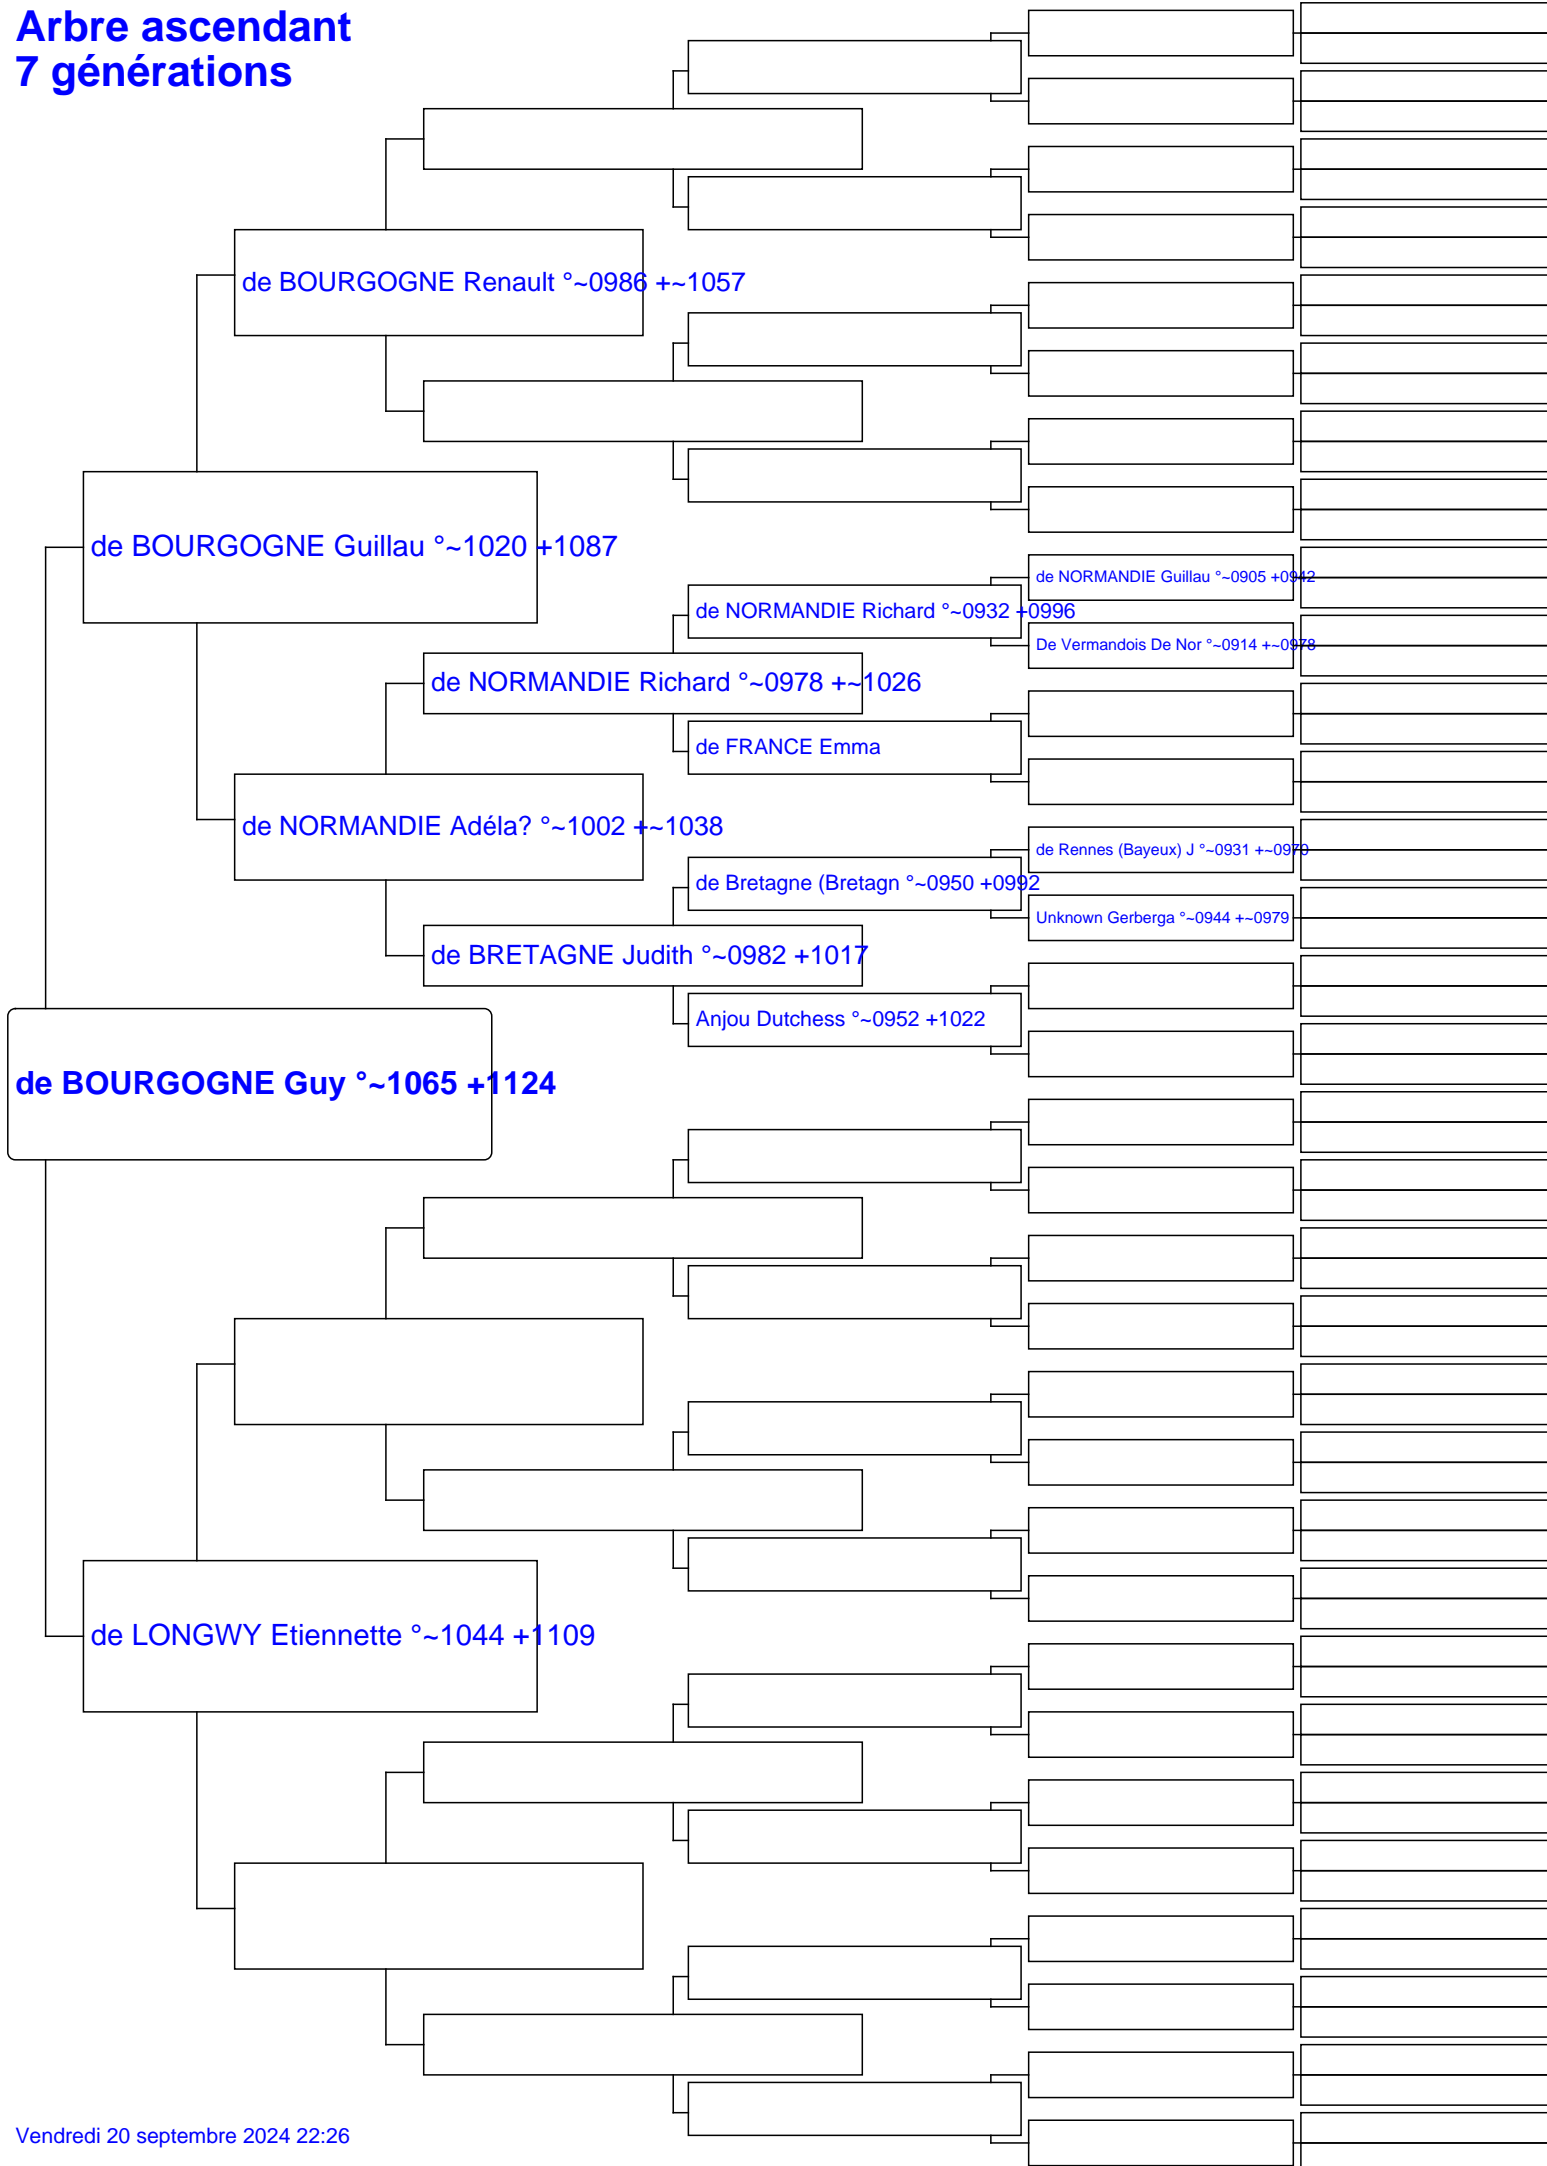 Arbre ascendant
7 générations
de BOURGOGNE Renault °~0986 +~1057
de BOURGOGNE Guillau °~1020 +1087
de NORMANDIE Guillau °~0905 +0942
de NORMANDIE Richard °~0932 +0996
De Vermandois De Nor °~0914 +~0978
de NORMANDIE Richard °~0978 +~1026
de FRANCE Emma
de NORMANDIE Adéla? °~1002 +~1038
de Rennes (Bayeux) J °~0931 +~0970
de Bretagne (Bretagn °~0950 +0992
Unknown Gerberga °~0944 +~0979
de BRETAGNE Judith °~0982 +1017
Anjou Dutchess °~0952 +1022
de BOURGOGNE Guy °~1065 +1124
de LONGWY Etiennette °~1044 +1109
Vendredi 20 septembre 2024 22:26